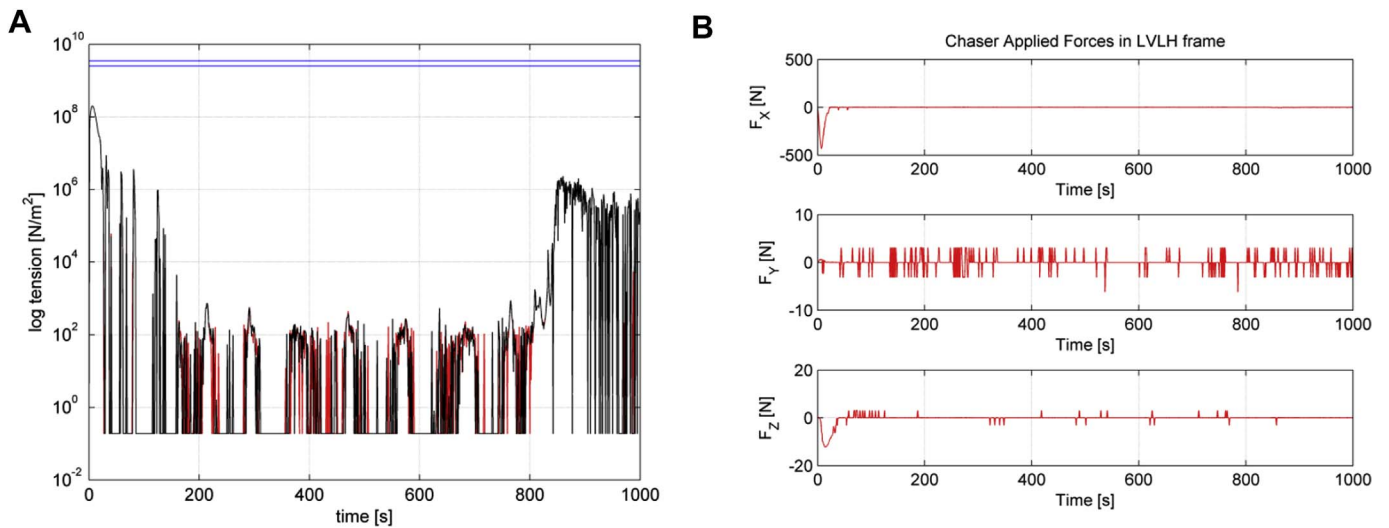 A
10^10
10^8
10^6
10^4
10^2
10^0
10^-2
log tension [N/m^2]
0 200 400 600 800 1000
time [s]
B
Chaser Applied Forces in LVLH frame
500
0
-500
F_X [N]
0 200 400 600 800 1000
Time [s]
10
0
-10
F_Y [N]
0 200 400 600 800 1000
Time [s]
20
0
-20
F_Z [N]
0 200 400 600 800 1000
Time [s]